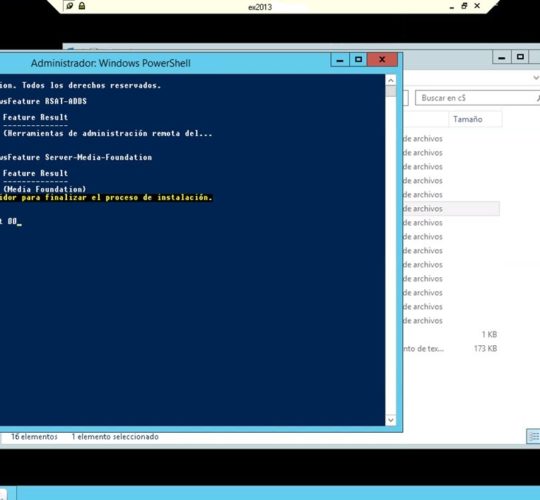 ex2013
Administrador: Windows PowerShell
ion. Todos los derechos reservados.
wsFeature RSAT-ADDS
Feature Result
(Herramientas de administración remota del...
wsFeature Server-Media-Foundation
Feature Result
(Media Foundation)
idor para finalizar el proceso de instalación.
t 00_
Buscar en c$
Tamaño
de archivos
de archivos
de archivos
de archivos
de archivos
de archivos
de archivos
de archivos
de archivos
de archivos
de archivos
de archivos
de archivos
de archivos
1 KB
nto de tex... 173 KB
16 elementos 1 elemento seleccionado